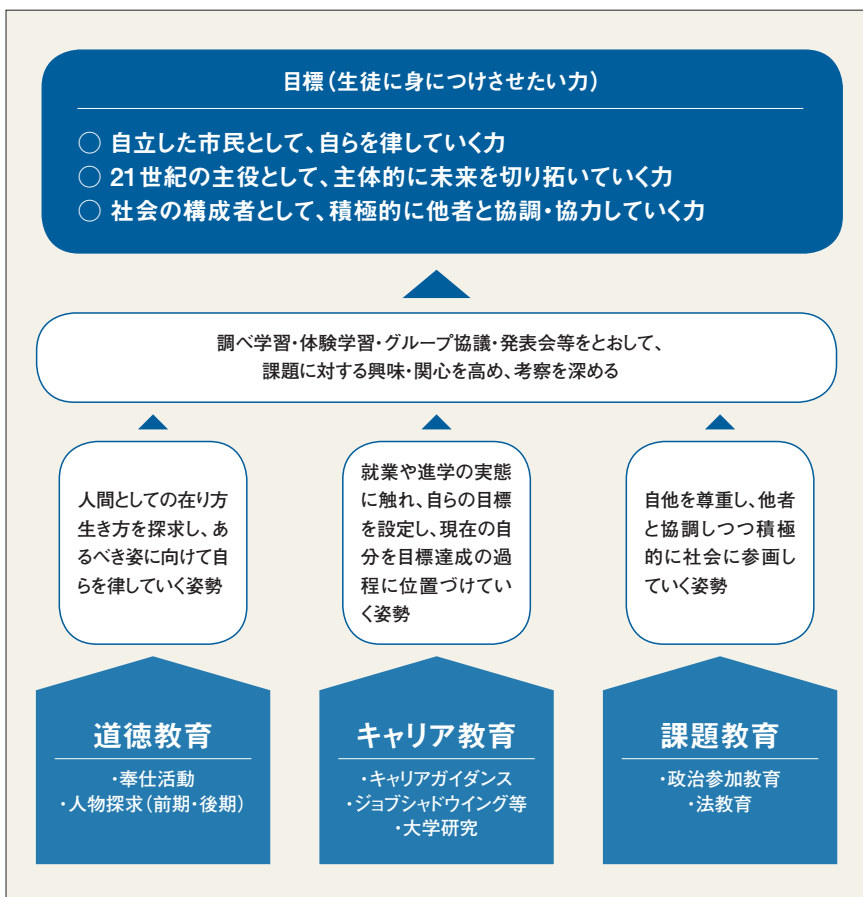 目標(生徒に身につけさせたい力)
○ 自立した市民として、自らを律していく力
○ 21世紀の主役として、主体的に未来を切り拓いていく力
○ 社会の構成者として、積極的に他者と協調・協力していく力
調べ学習・体験学習・グループ協議・発表会等をとおして、
課題に対する興味・関心を高め、考察を深める
人間としての在り方
生き方を探求し、あ
るべき姿に向けて自
らを律していく姿勢
就業や進学の実態
に触れ、自らの目標
を設定し、現在の自
分を目標達成の過
程に位置づけてい
く姿勢
自他を尊重し、他者
と協調しつつ積極
的に社会に参画し
ていく姿勢
道徳教育
・奉仕活動
・人物探求(前期・後期)
キャリア教育
・キャリアガイダンス
・ジョブシャドウイング等
・大学研究
課題教育
・政治参加教育
・法教育